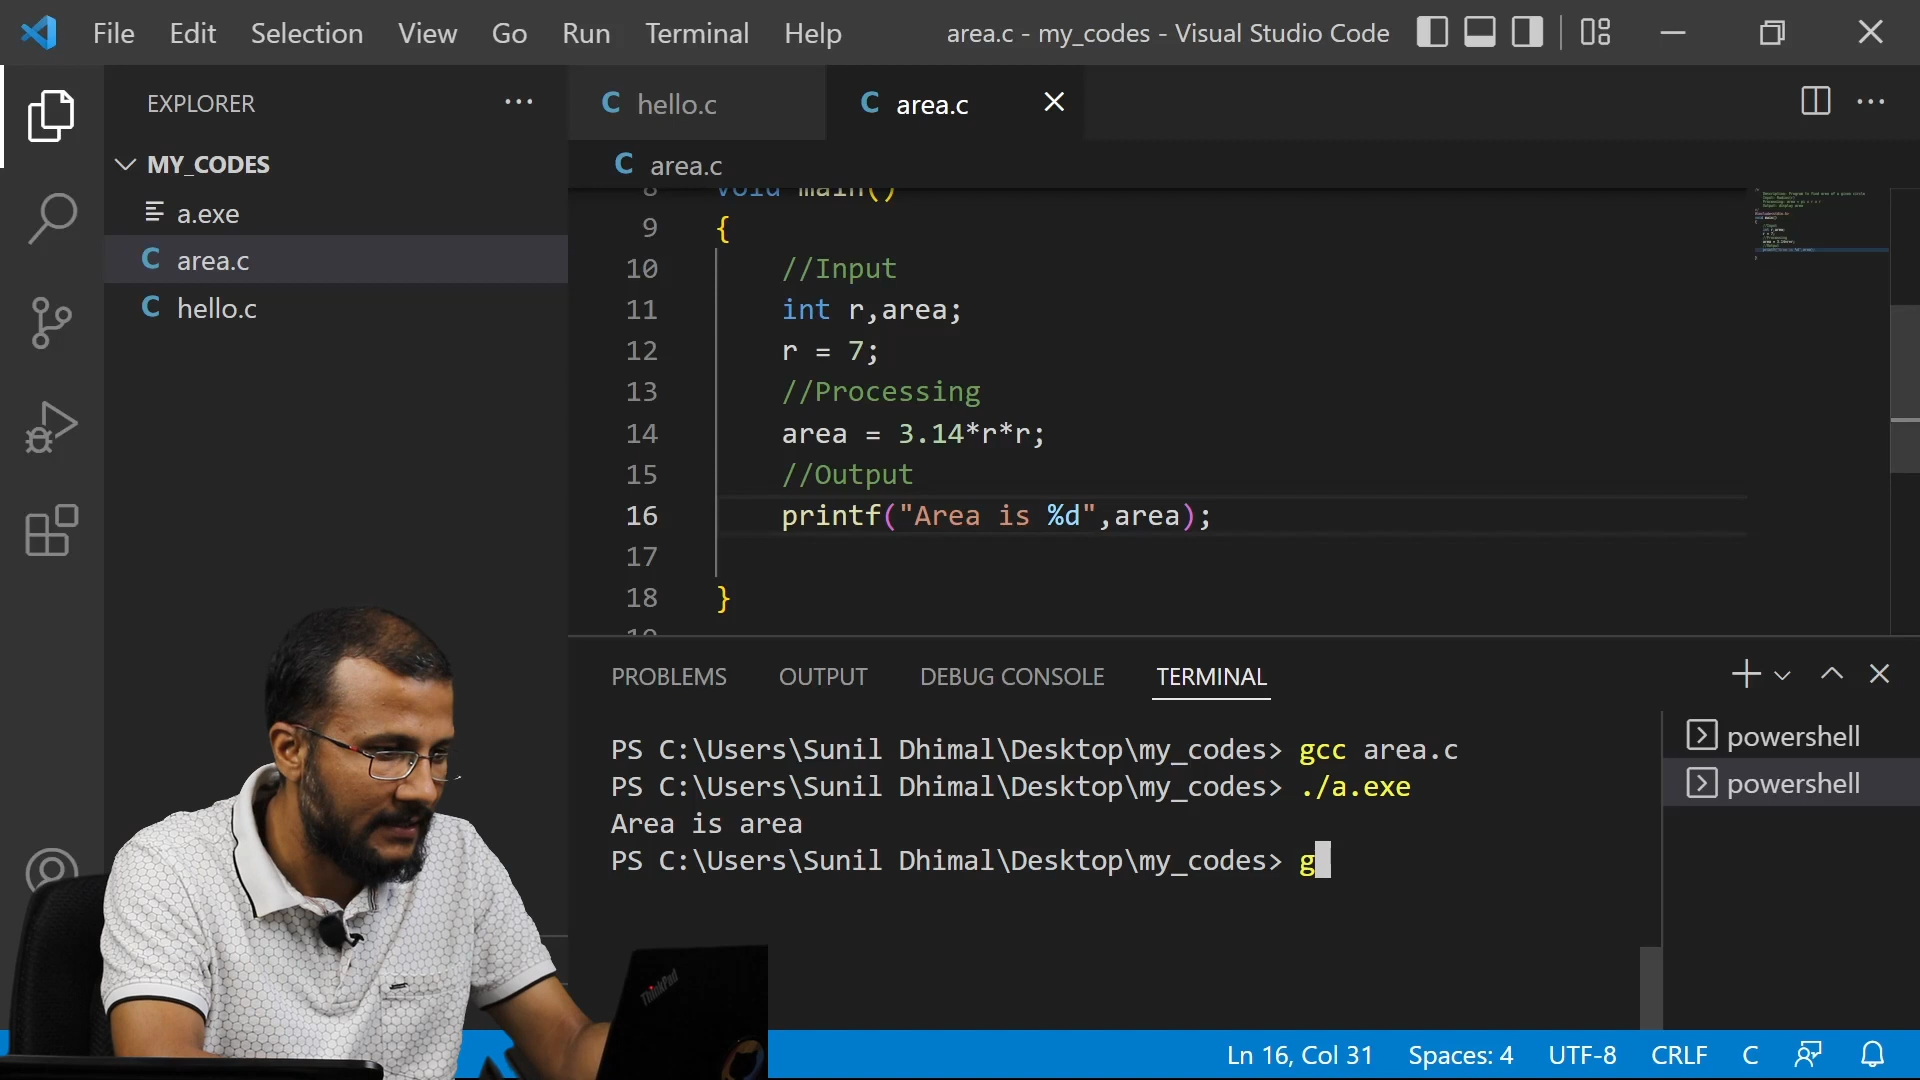 File Edit Selection View Go Run Terminal Help area.c - my_codes - Visual Studio Code
EXPLORER
MY_CODES
a.exe
C area.c
C hello.c
C hello.c
C area.c
C area.c
8 void main()
9 {
10 //Input
11 int r,area;
12 r = 7;
13 //Processing
14 area = 3.14*r*r;
15 //Output
16 printf("Area is %d",area);
17
18 }
19
PROBLEMS OUTPUT DEBUG CONSOLE TERMINAL
PS C:\Users\Sunil Dhimal\Desktop\my_codes> gcc area.c
PS C:\Users\Sunil Dhimal\Desktop\my_codes> ./a.exe
Area is area
PS C:\Users\Sunil Dhimal\Desktop\my_codes> g
powershell
powershell
ThinkPad
Ln 16, Col 31 Spaces: 4 UTF-8 CRLF C